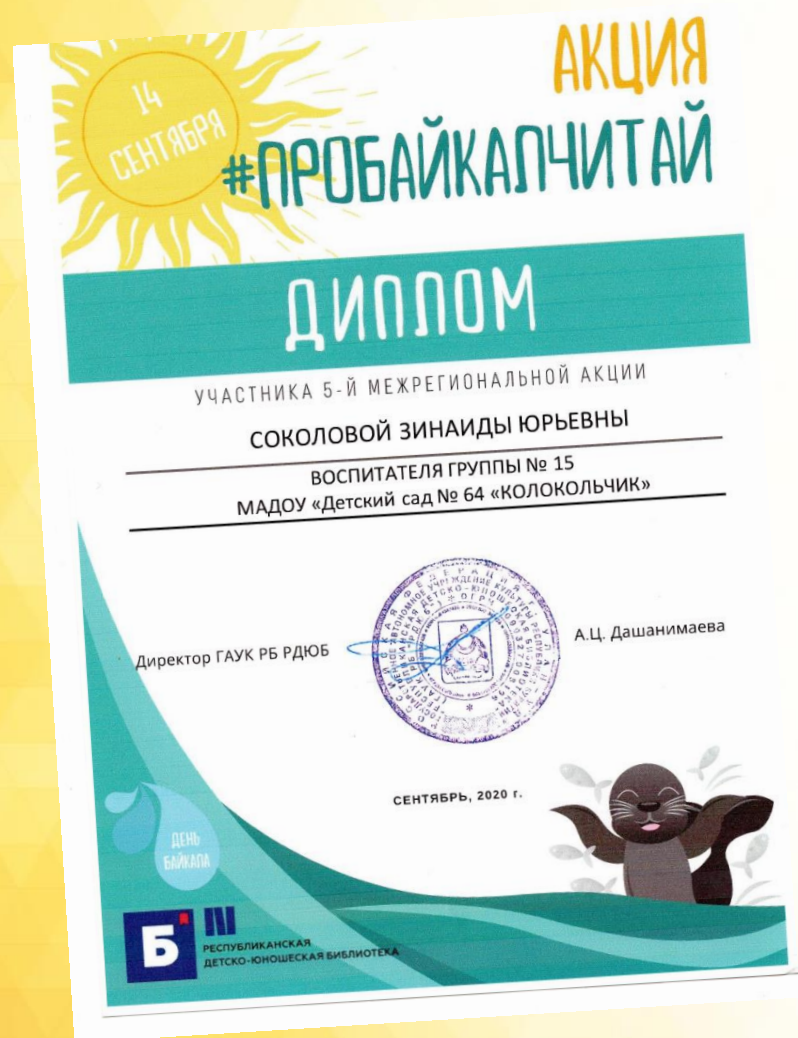 14
СЕНТЯБРЯ
АКЦИЯ
#ПРОБАЙКАЛЧИТАЙ
ДИПЛОМ
УЧАСТНИКА 5-Й МЕЖРЕГИОНАЛЬНОЙ АКЦИИ
СОКОЛОВОЙ ЗИНАИДЫ ЮРЬЕВНЫ
ВОСПИТАТЕЛЯ ГРУППЫ № 15
МАДОУ «Детский сад № 64 «КОЛОКОЛЬЧИК»
Директор ГАУК РБ РДЮБ
А.Ц. Дашанимаева
СЕНТЯБРЬ, 2020 г.
ДЕНЬ
БАЙКАЛА
Б
РЕСПУБЛИКАНСКАЯ
ДЕТСКО-ЮНОШЕСКАЯ БИБЛИОТЕКА